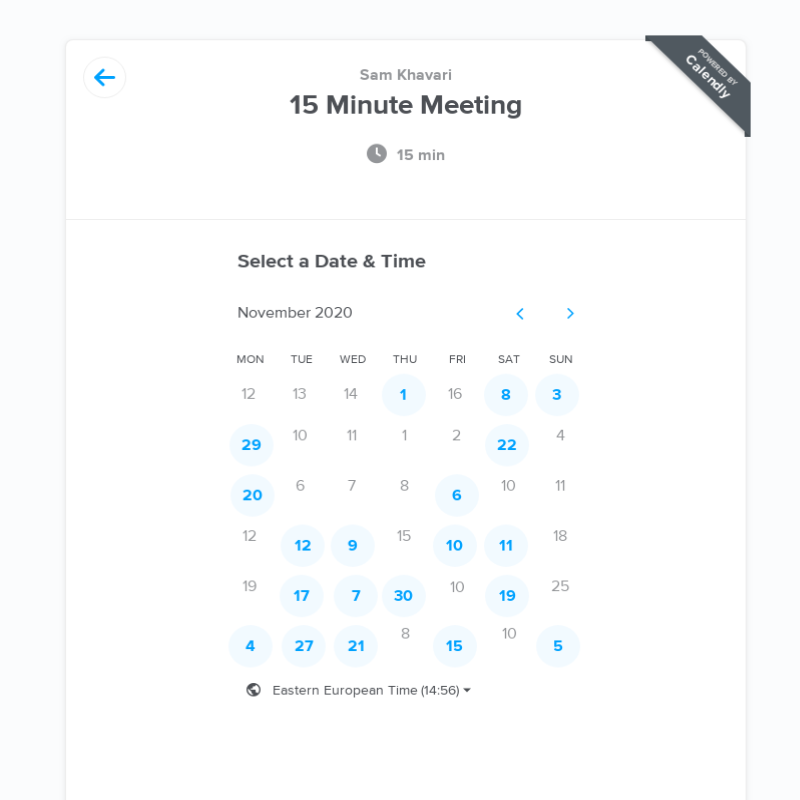 Sam Khavari
15 Minute Meeting
15 min
POWERED BY
Calendly
Select a Date & Time
November 2020
MON TUE WED THU FRI SAT SUN
12 13 14 1 16 8 3
29 10 11 1 2 22 4
20 6 7 8 6 10 11
12 12 9 15 10 11 18
19 17 7 30 10 19 25
4 27 21 8 15 10 5
Eastern European Time (14:56)